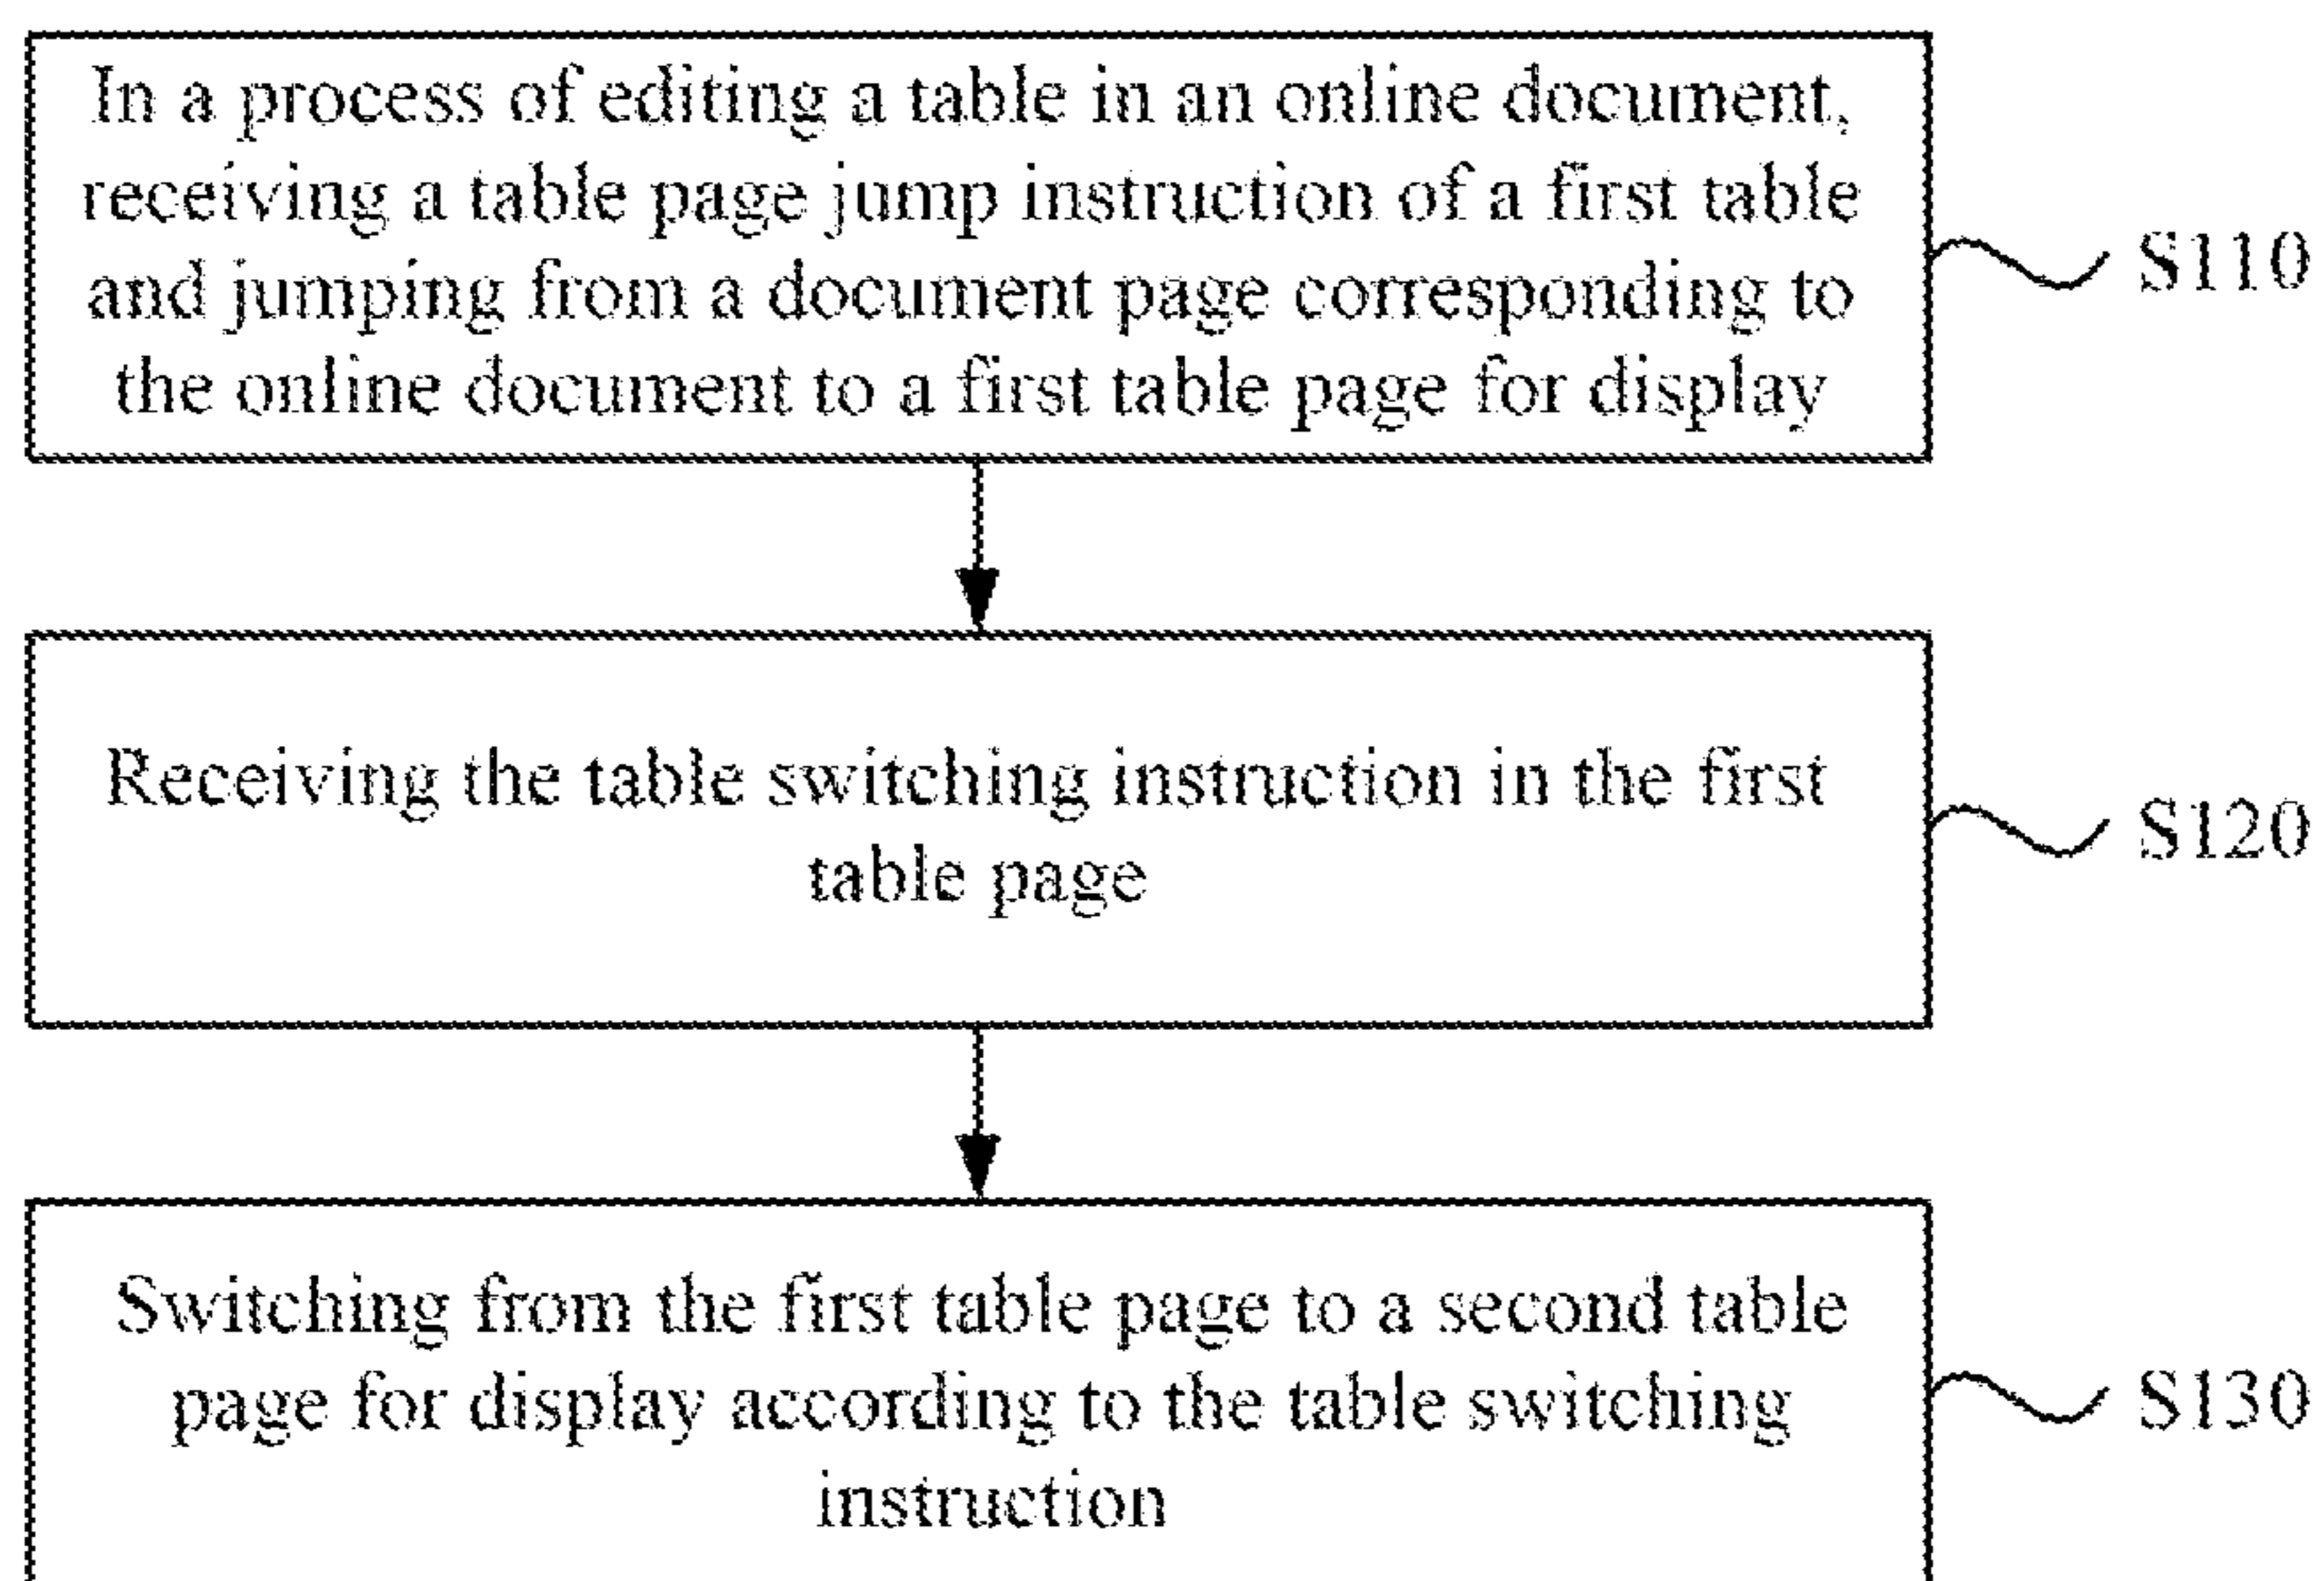 In a process of editing a table in an online document,
receiving a table page jump instruction of a first table
and jumping from a document page corresponding to
the online document to a first table page for display
S110
Receiving the table switching instruction in the first
table page
S120
Switching from the first table page to a second table
page for display according to the table switching
instruction
S130